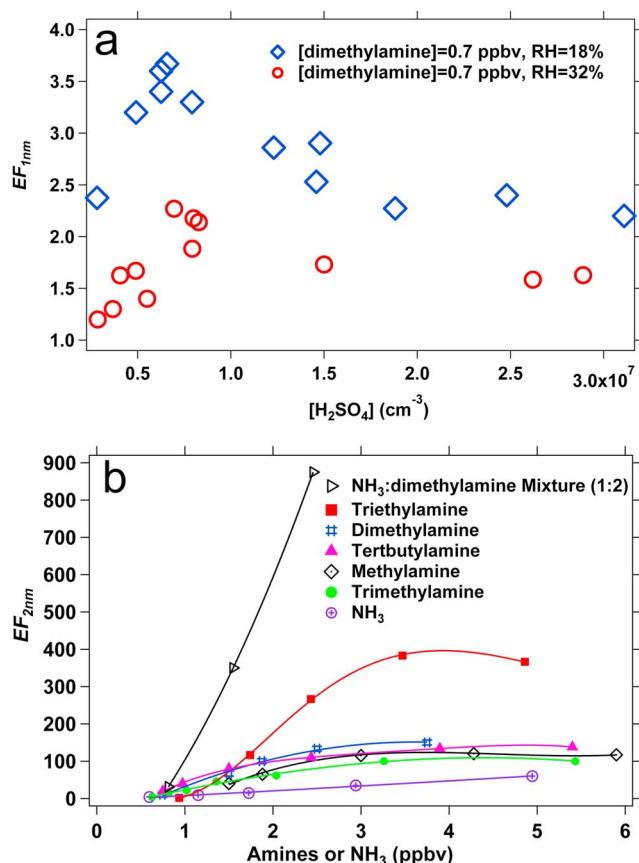 a
4.0
3.5
3.0
2.5
2.0
1.5
1.0
EF1nm
[dimethylamine]=0.7 ppbv, RH=18%
[dimethylamine]=0.7 ppbv, RH=32%
0.5
1.0
1.5
2.0
2.5
3.0x10⁷
[H₂SO₄] (cm⁻³)
b
900
800
700
600
500
400
300
200
100
0
EF2nm
NH₃:dimethylamine Mixture (1:2)
Triethylamine
Dimethylamine
Tertbutylamine
Methylamine
Trimethylamine
NH₃
0
1
2
3
4
5
6
Amines or NH₃ (ppbv)